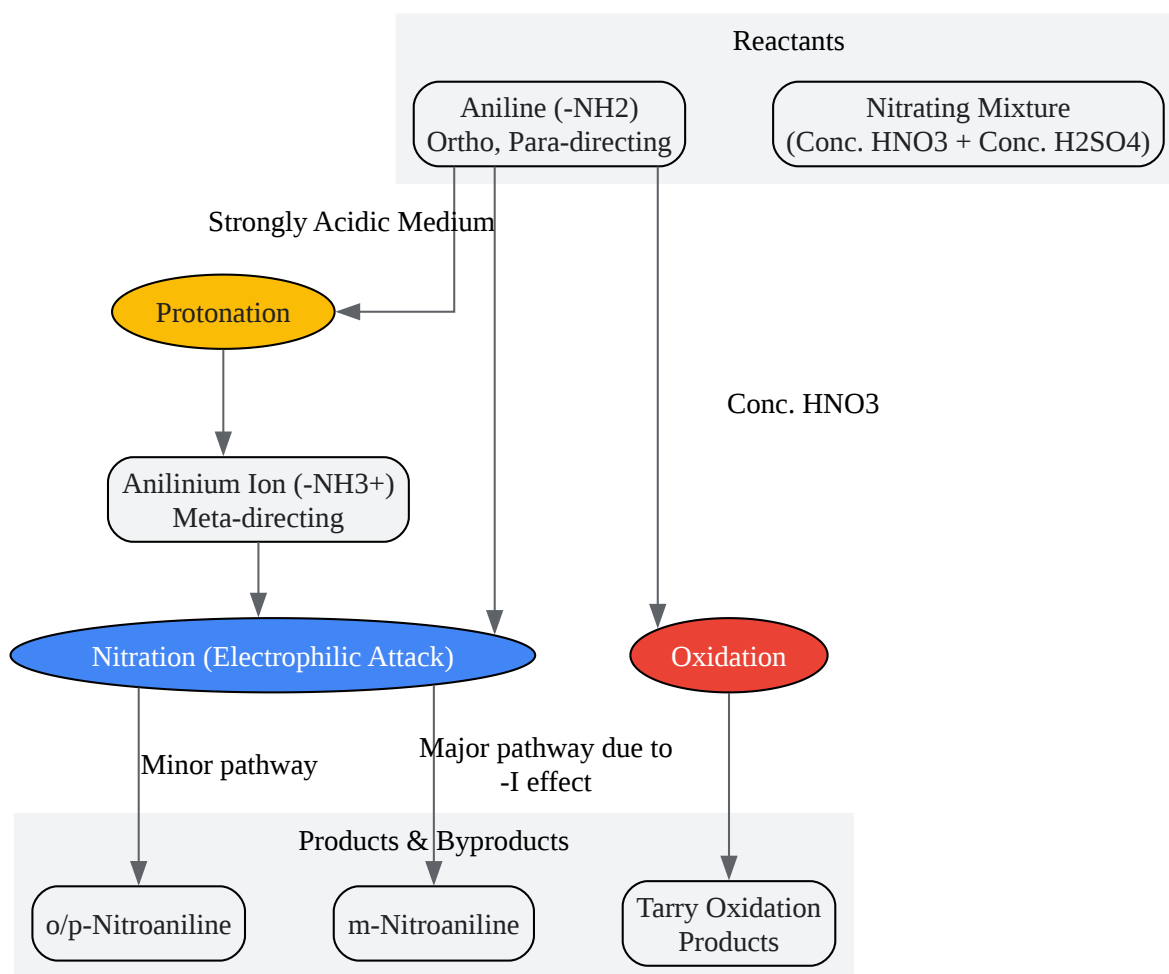 Reactants
Aniline (-NH2)
Ortho, Para-directing
Nitrating Mixture
(Conc. HNO3 + Conc. H2SO4)
Strongly Acidic Medium
Protonation
Conc. HNO3
Anilinium Ion (-NH3+)
Meta-directing
Nitration (Electrophilic Attack)
Oxidation
Minor pathway
Major pathway due to
-I effect
Products & Byproducts
o/p-Nitroaniline
m-Nitroaniline
Tarry Oxidation
Products